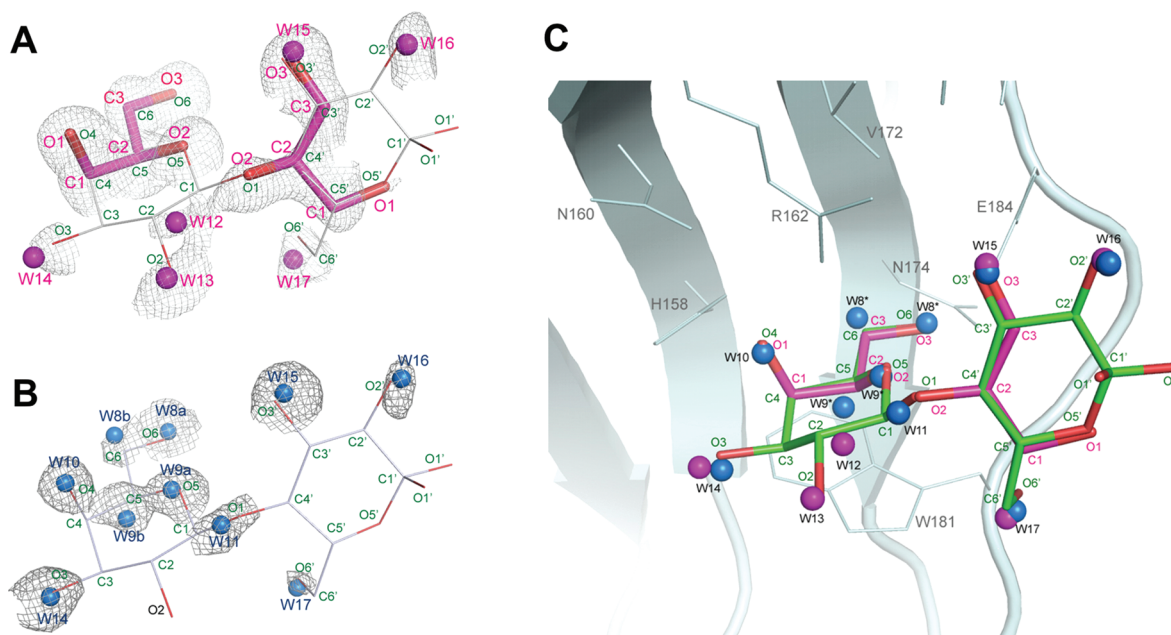 A
W15
O3
O3'
O2'
W16
C3
O3
O6
C6
C3
C3'
C2'
O1
O4
C2
O2
O5
C5
C1
C4
C1
O2
O1
C2
C4'
C1'
O1'
O1'
O5'
C5'
C1
O1
C3
C2
W12
O6'
C6'
O3
W14
O2
W13
W17
B
W15
W16
O3'
O2'
W8b
W8a
O6
C6
C3'
C2'
W10
W9a
O4
C5
O5
C4'
C1'
O1'
O1'
C4
W9b
C1
O1
W11
C5'
O5'
O3
C3
C2
O6'
W14
O2
W17
C6'
C
V172
N160
R162
E184
W15
W16
O3'
O3
O2'
N174
H158
W8*
W8*
O6
C3
C6
O3
C3'
C3
C2'
O4
O1
W10
C5
C2
O5
O2
C1'
O
C1
W9*
O1
C4'
C2
O1'
C4
W9*
O2
O5'
W11
C1
O1
O3
C2
C5'
C1
C3
W12
W14
O2
C6'
O6'
W13
W181
W17